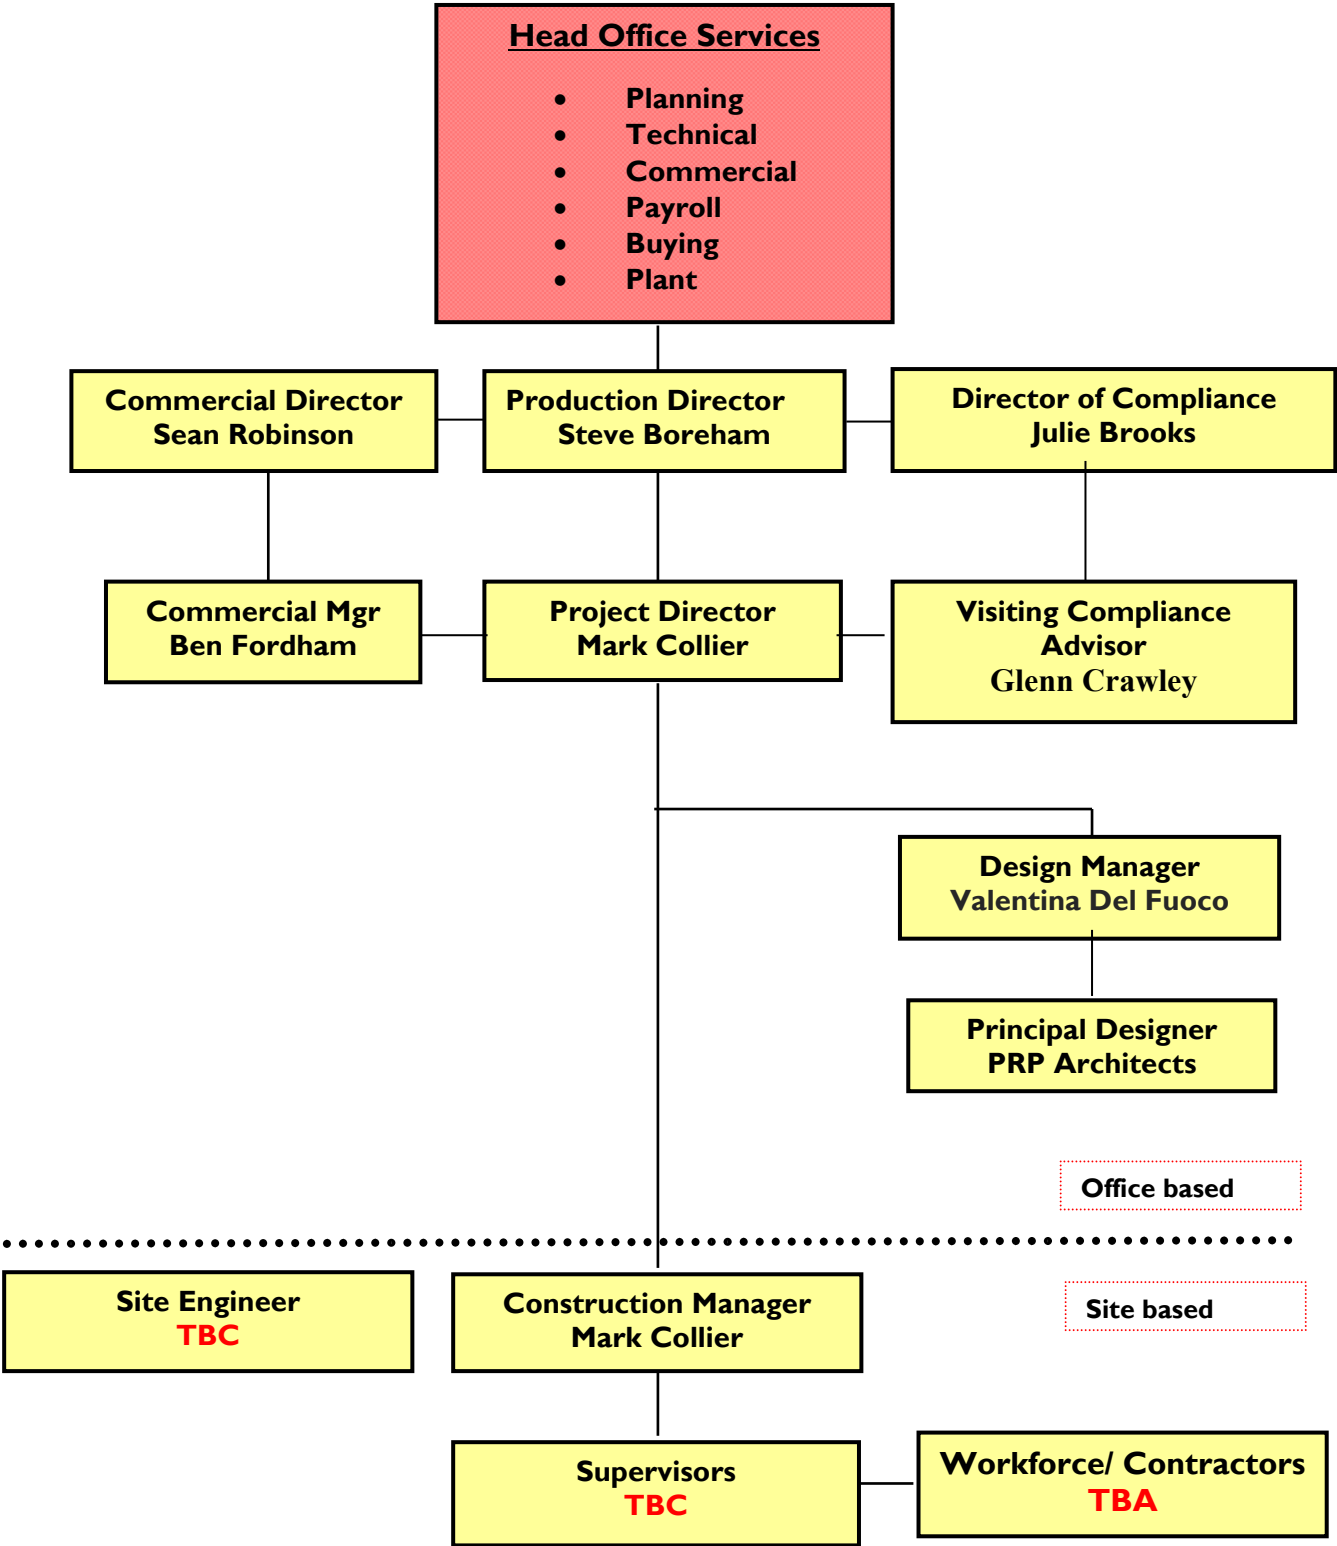 Head Office Services
• Planning
• Technical
• Commercial
• Payroll
• Buying
• Plant
Commercial Director
Sean Robinson
Production Director
Steve Boreham
Director of Compliance
Julie Brooks
Commercial Mgr
Ben Fordham
Project Director
Mark Collier
Visiting Compliance
Advisor
Glenn Crawley
Design Manager
Valentina Del Fuoco
Principal Designer
PRP Architects
Office based
Site Engineer
TBC
Construction Manager
Mark Collier
Site based
Supervisors
TBC
Workforce/ Contractors
TBA